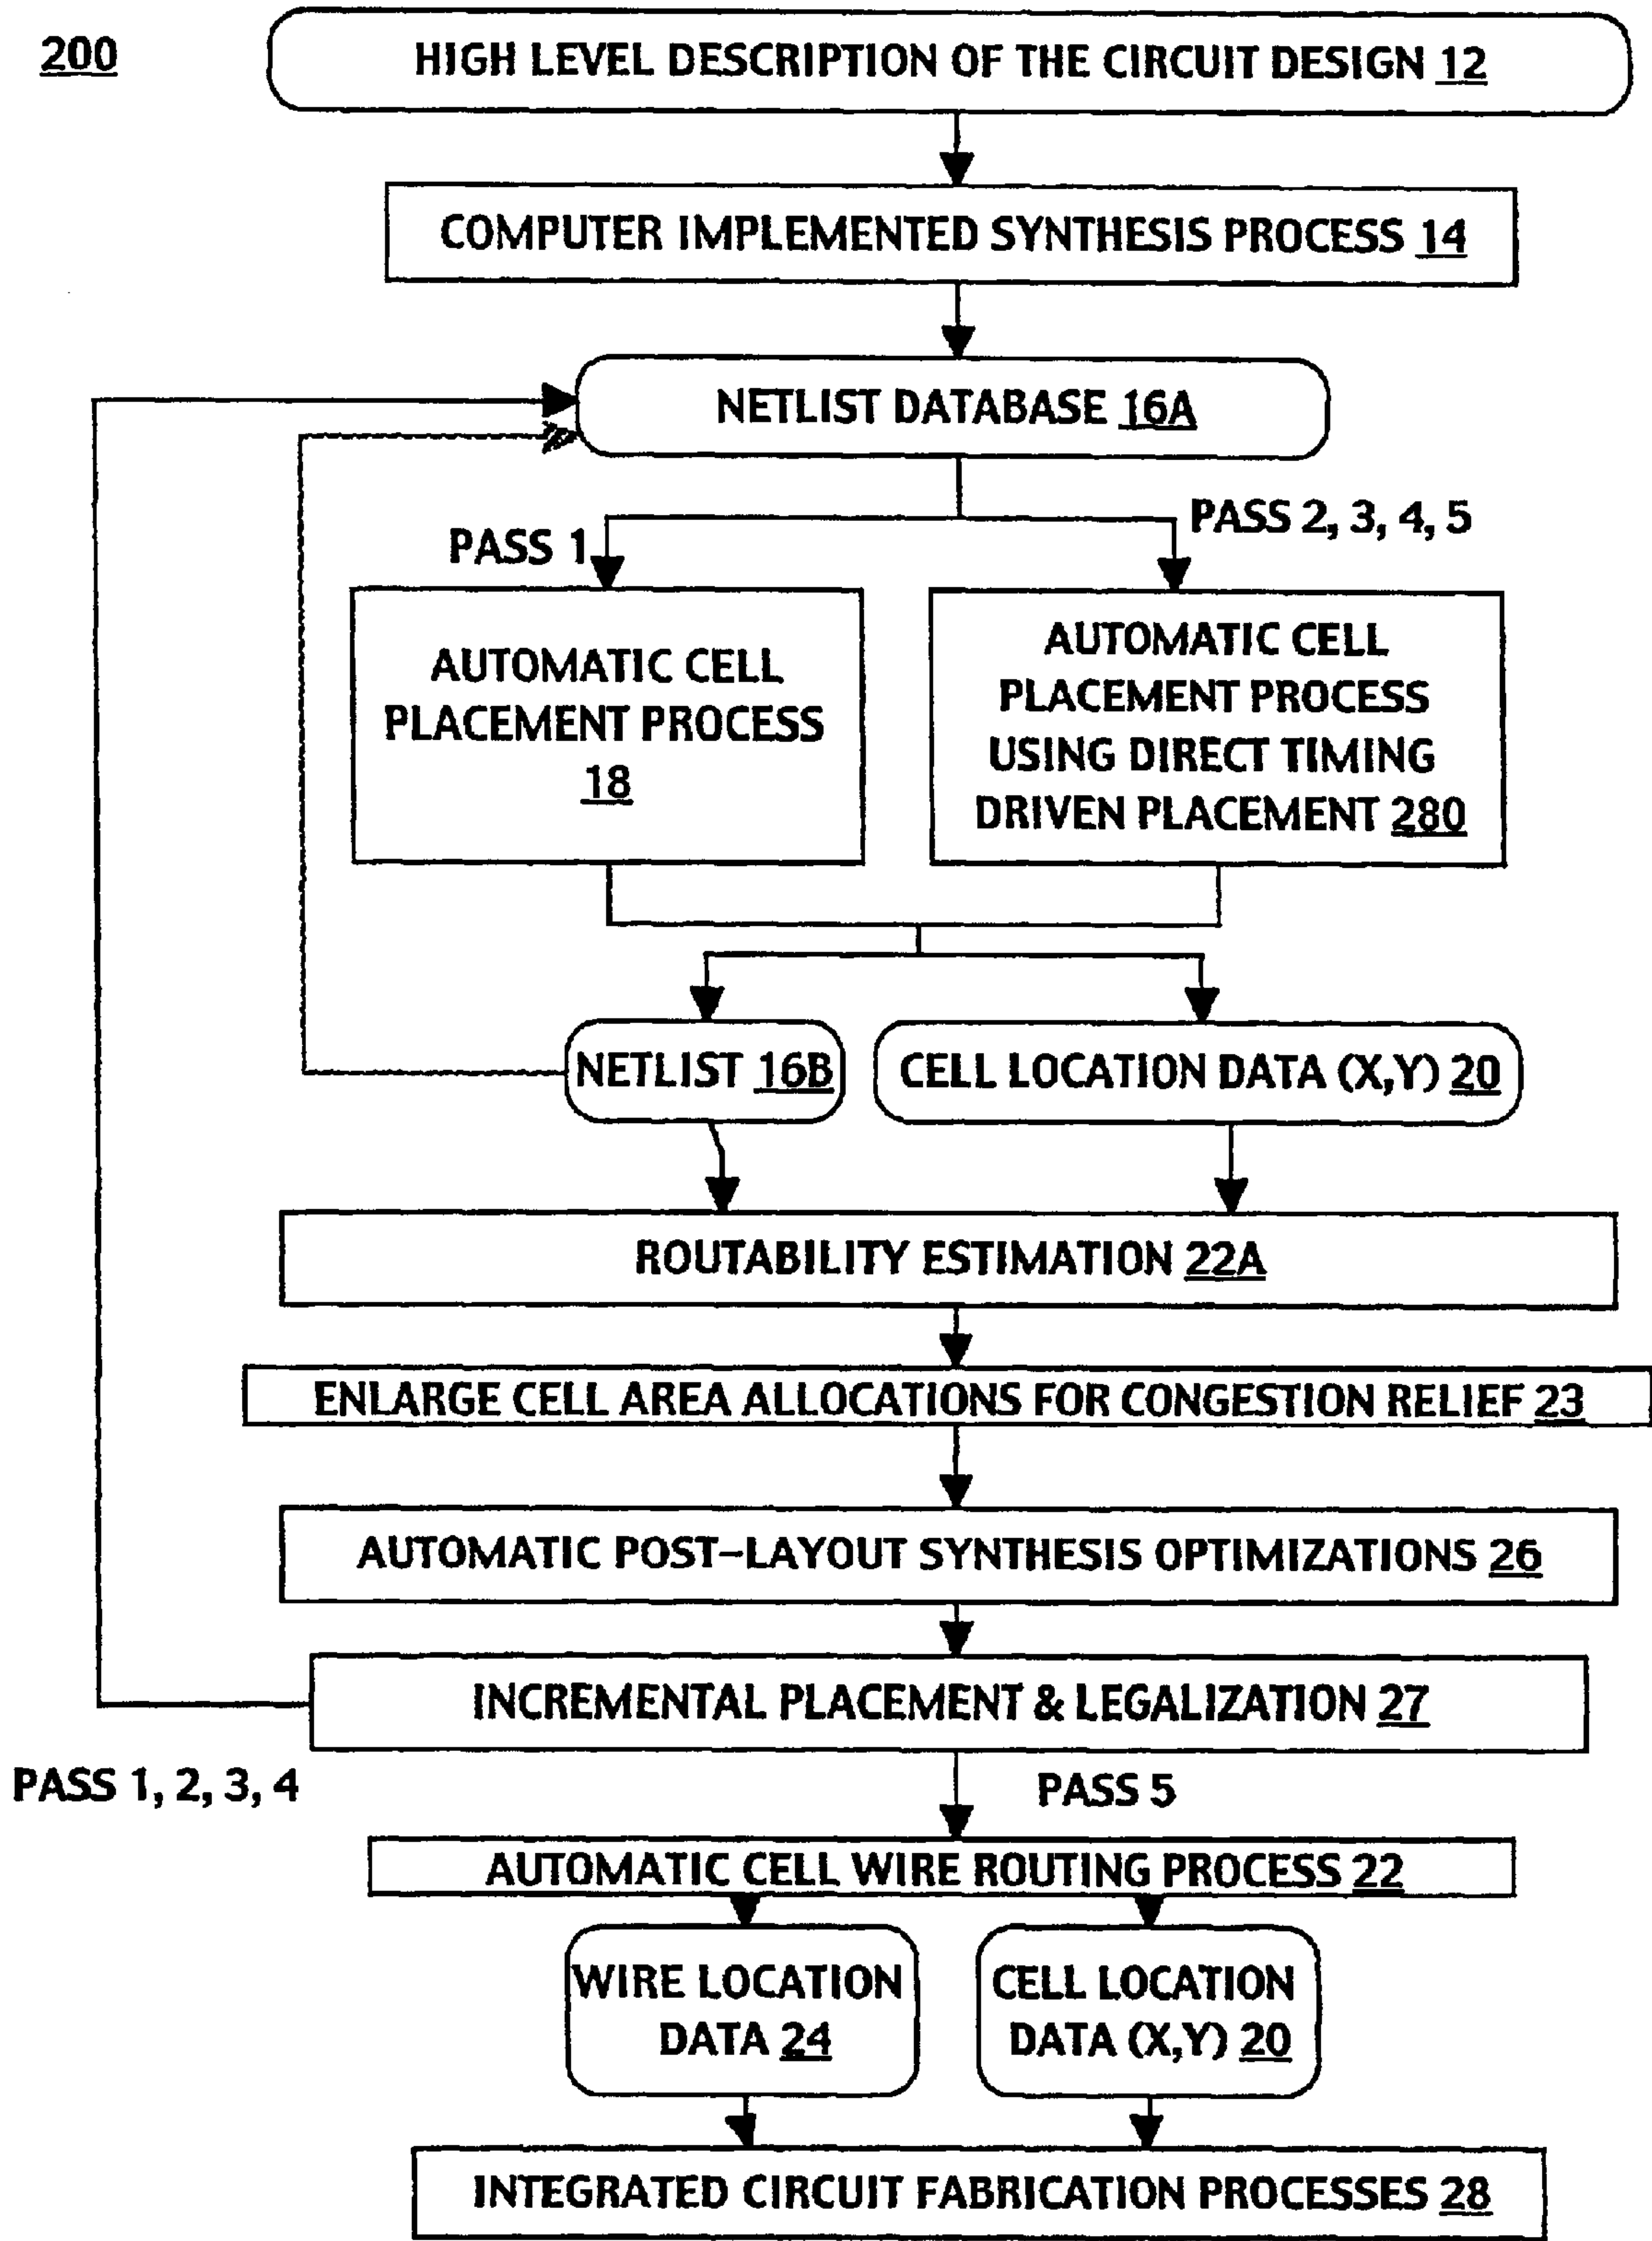 200
HIGH LEVEL DESCRIPTION OF THE CIRCUIT DESIGN 12
COMPUTER IMPLEMENTED SYNTHESIS PROCESS 14
NETLIST DATABASE 16A
PASS 1
PASS 2, 3, 4, 5
AUTOMATIC CELL
PLACEMENT PROCESS
18
AUTOMATIC CELL
PLACEMENT PROCESS
USING DIRECT TIMING
DRIVEN PLACEMENT 280
NETLIST 16B
CELL LOCATION DATA (X,Y) 20
ROUTABILITY ESTIMATION 22A
ENLARGE CELL AREA ALLOCATIONS FOR CONGESTION RELIEF 23
AUTOMATIC POST-LAYOUT SYNTHESIS OPTIMIZATIONS 26
INCREMENTAL PLACEMENT & LEGALIZATION 27
PASS 1, 2, 3, 4
PASS 5
AUTOMATIC CELL WIRE ROUTING PROCESS 22
WIRE LOCATION
DATA 24
CELL LOCATION
DATA (X,Y) 20
INTEGRATED CIRCUIT FABRICATION PROCESSES 28